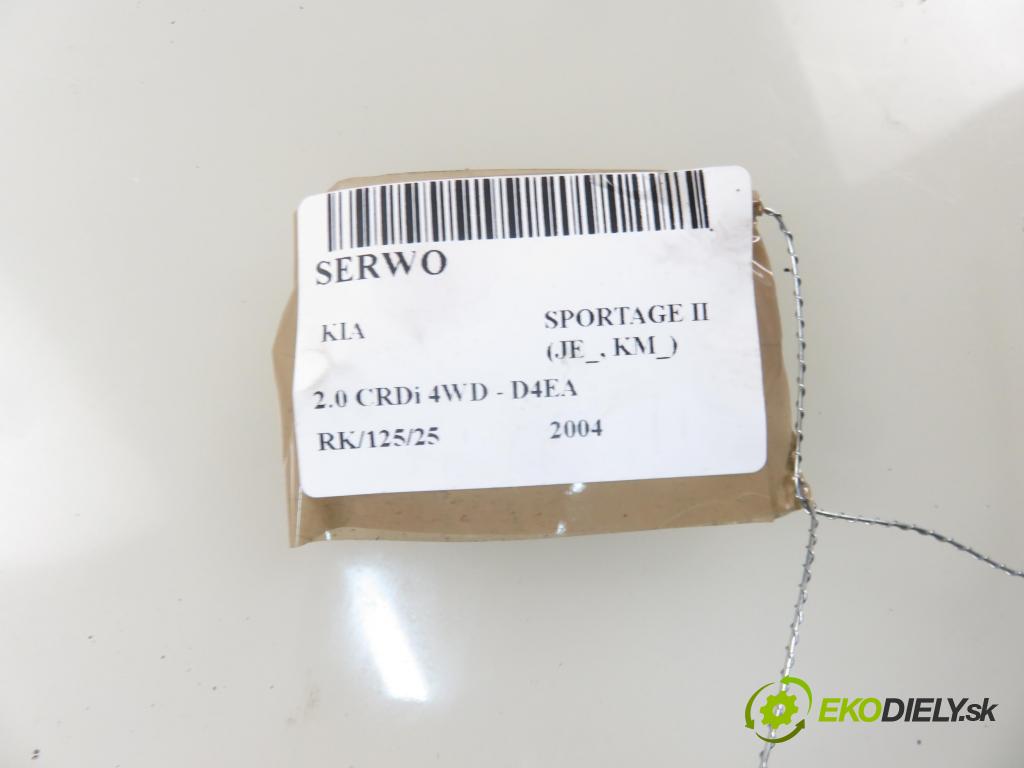 SERWO
KIA
SPORTAGE II
(JE_, KM_)
2.0 CRDi 4WD - D4EA
RK/125/25
2004
EKODIELY.sk